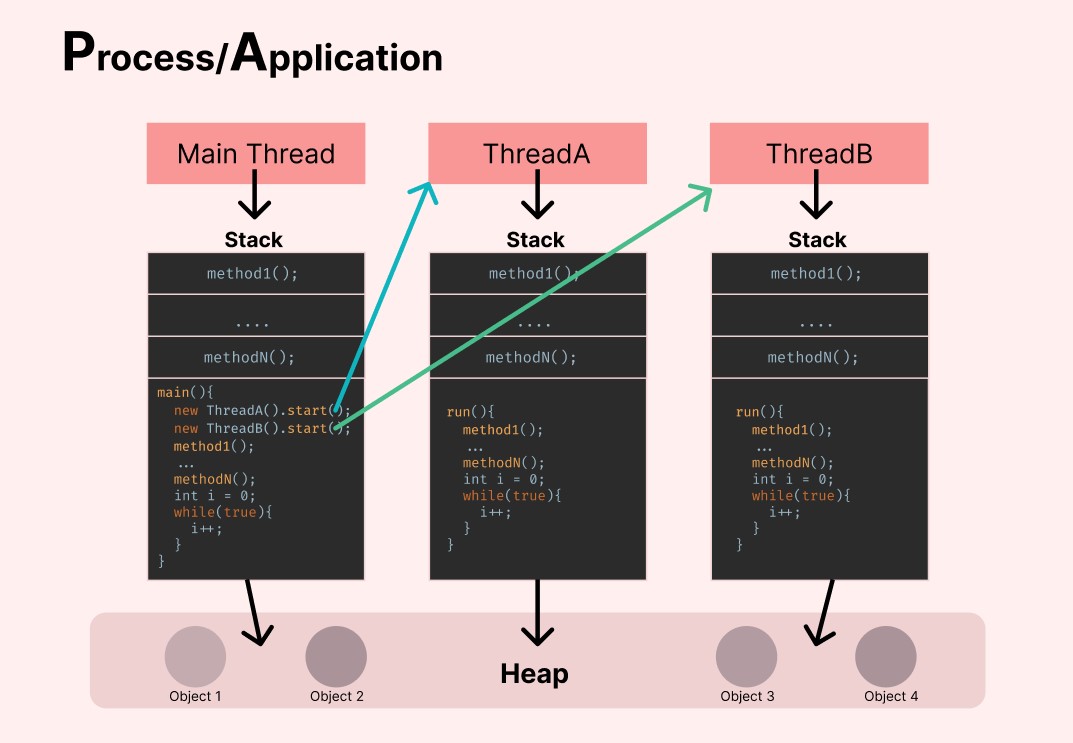 Process/Application
Main Thread
ThreadA
ThreadB
Stack
Stack
Stack
method1();
....
methodN();
main(){
new ThreadA().start();
new ThreadB().start();
method1();
...
methodN();
int i = 0;
while(true){
i++;
}
}
method1();
....
methodN();
run(){
method1();
...
methodN();
int i = 0;
while(true){
i++;
}
}
method1();
....
methodN();
run(){
method1();
...
methodN();
int i = 0;
while(true){
i++;
}
}
Heap
Object 1
Object 2
Object 3
Object 4